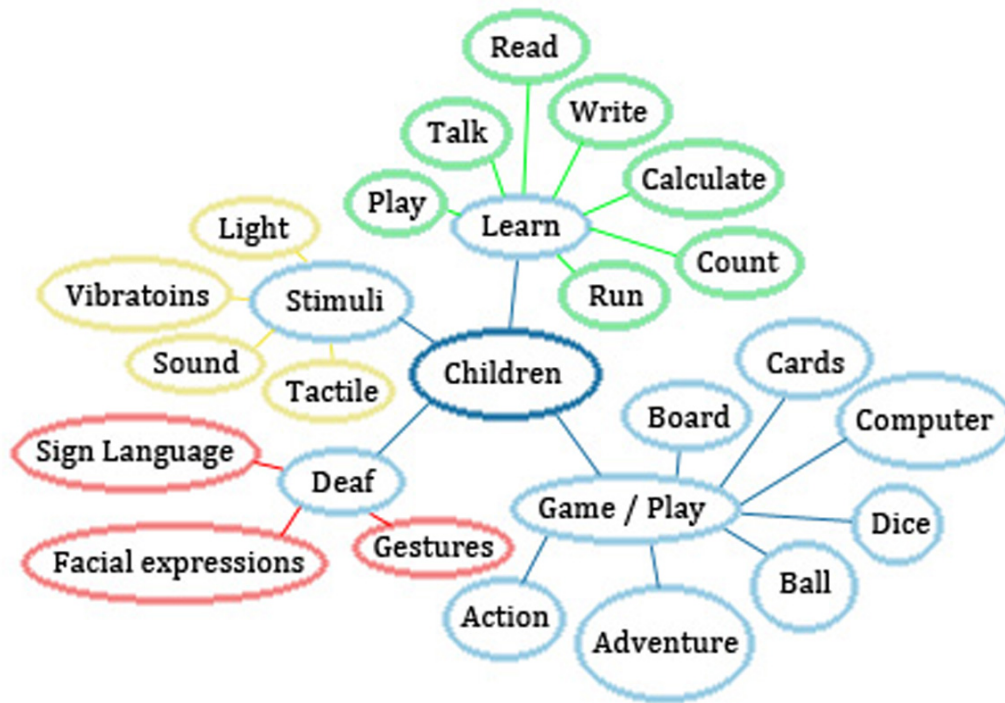 Read
Write
Talk
Calculate
Play
Learn
Count
Run
Light
Vibratoins
Stimuli
Sound
Tactile
Children
Cards
Board
Computer
Sign Language
Deaf
Game / Play
Dice
Facial expressions
Gestures
Ball
Action
Adventure